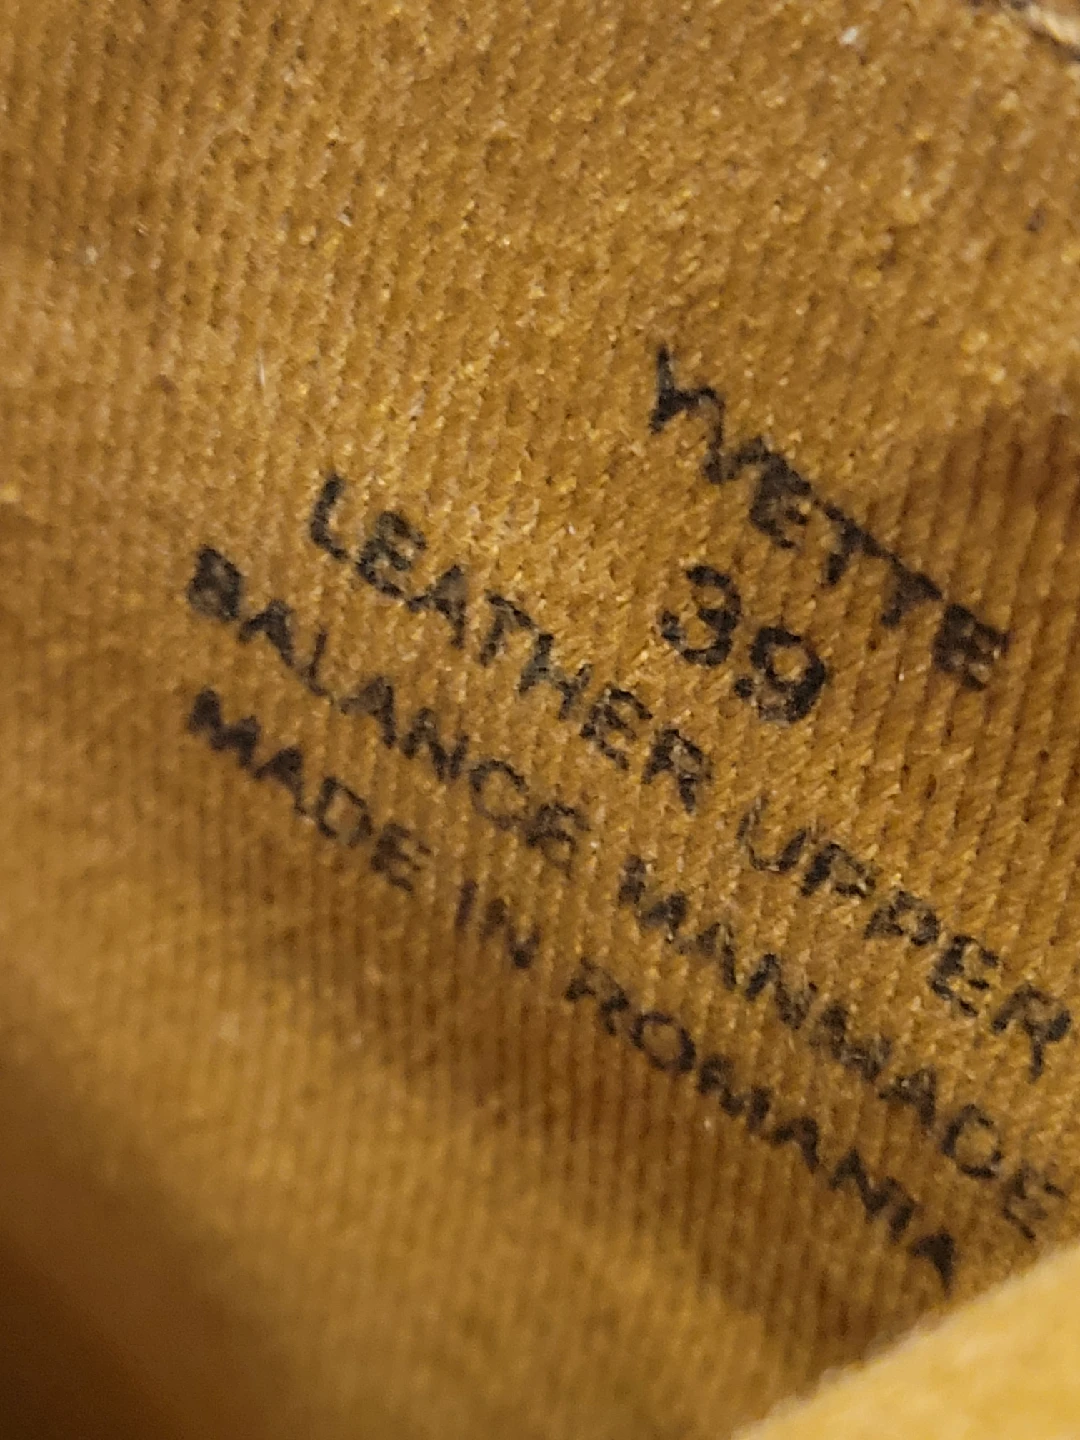 YVETTE
39
LEATHER UPPER
BALANCE MANMADE
MADE IN ROMANIA